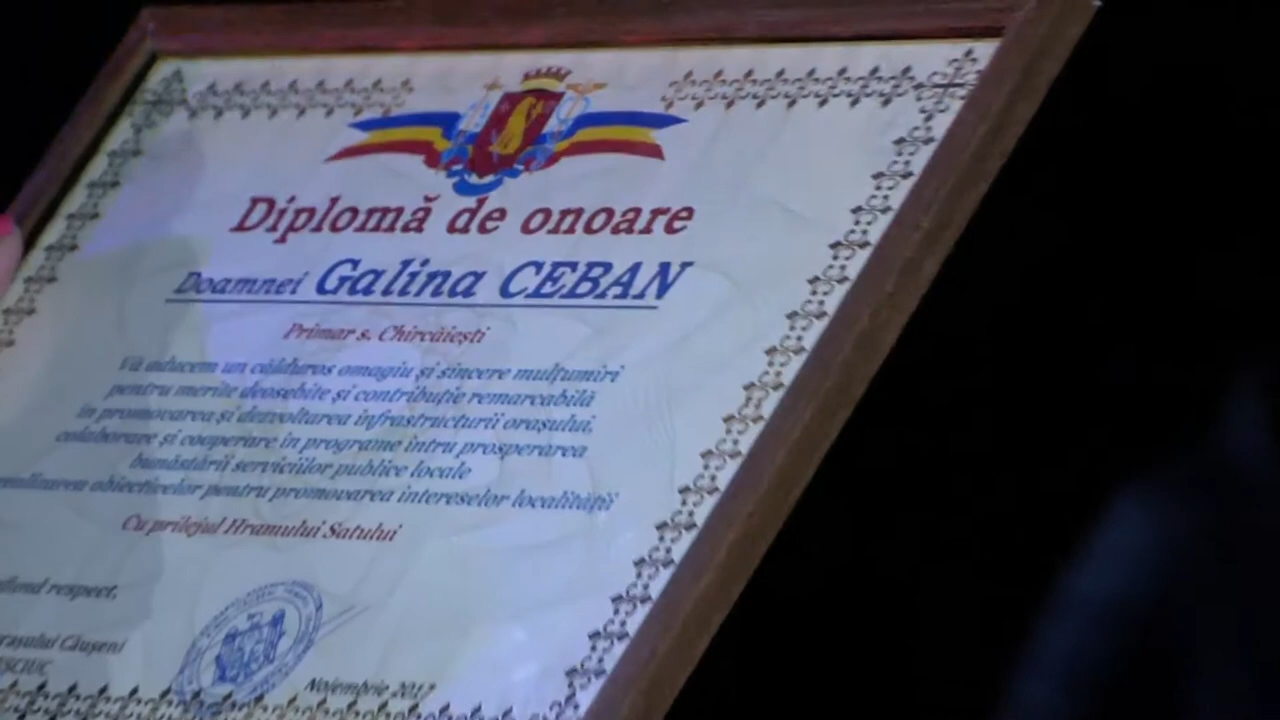 Diplomă de onoare
Doamnei Galina CEBAN
Primar s. Chircăiești
Vă aducem un călduros omagiu și sincere mulțumiri
pentru merite deosebite și contribuție remarcabilă
în promovarea și dezvoltarea infrastructurii orașului,
colaborare și cooperare în programe întru prosperarea
bunăstării serviciilor publice locale
obiectivelor pentru promovarea intereselor localității
Cu prilejul Hramului Satului
respect,
Căușeni
Noiembrie 2017